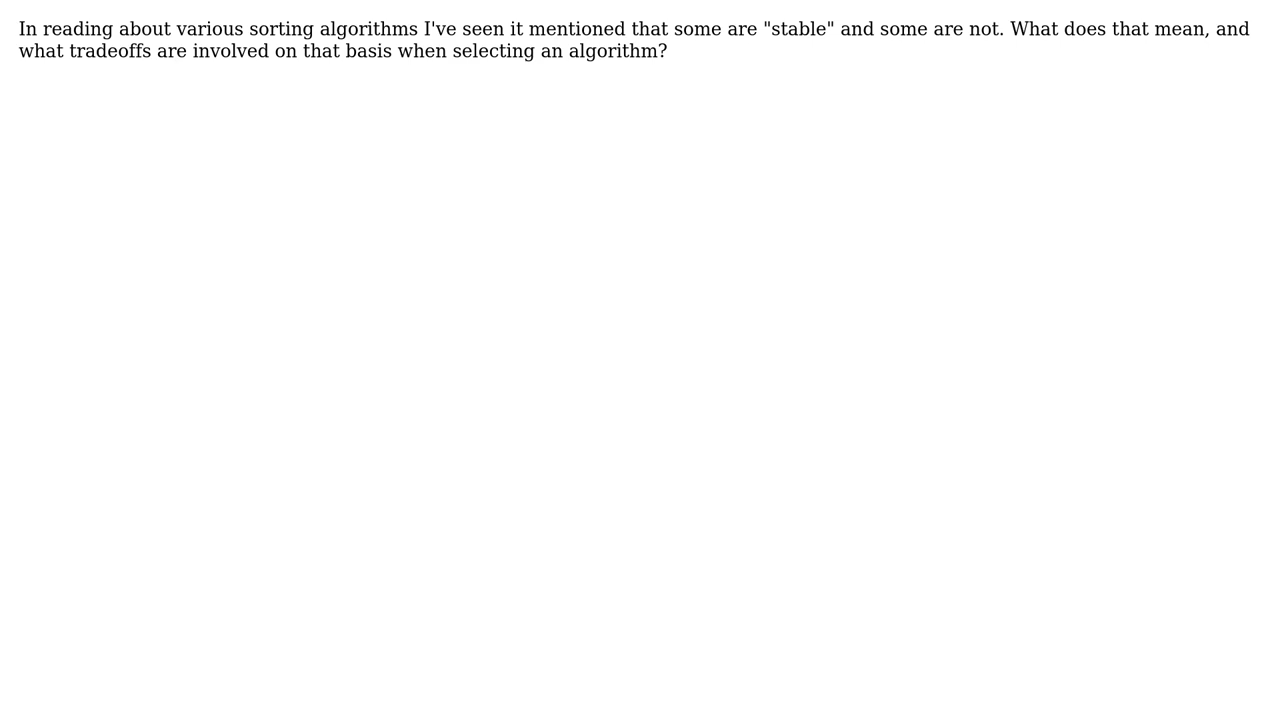 In reading about various sorting algorithms I've seen it mentioned that some are "stable" and some are not. What does that mean, and
what tradeoffs are involved on that basis when selecting an algorithm?